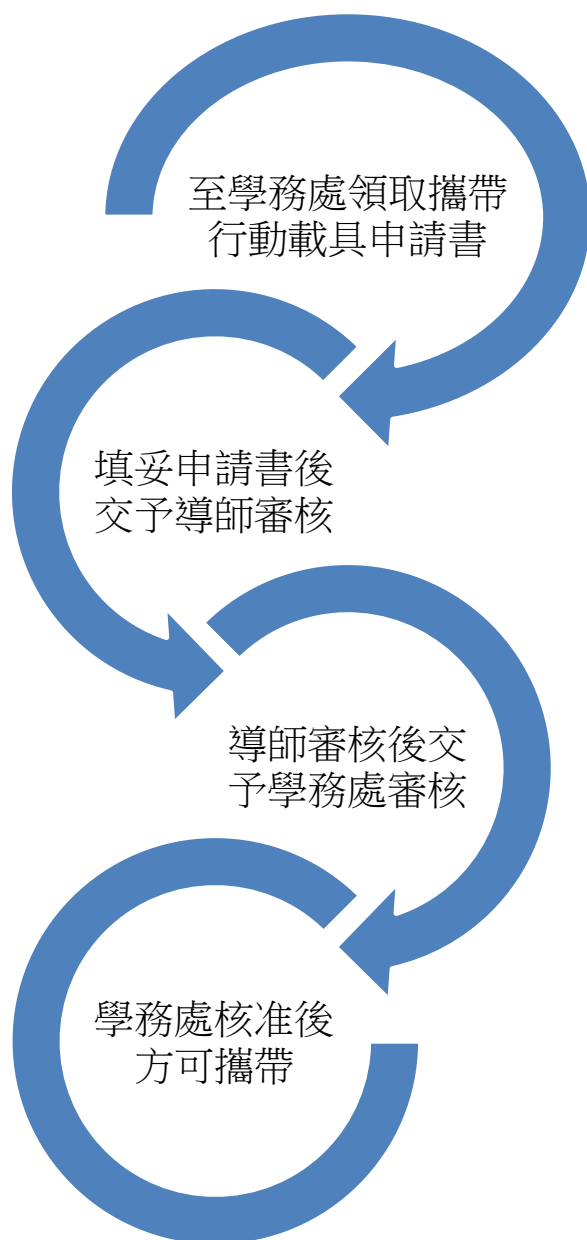 至學務處領取攜帶
行動載具申請書
填妥申請書後
交予導師審核
導師審核後交
予學務處審核
學務處核准後
方可攜帶